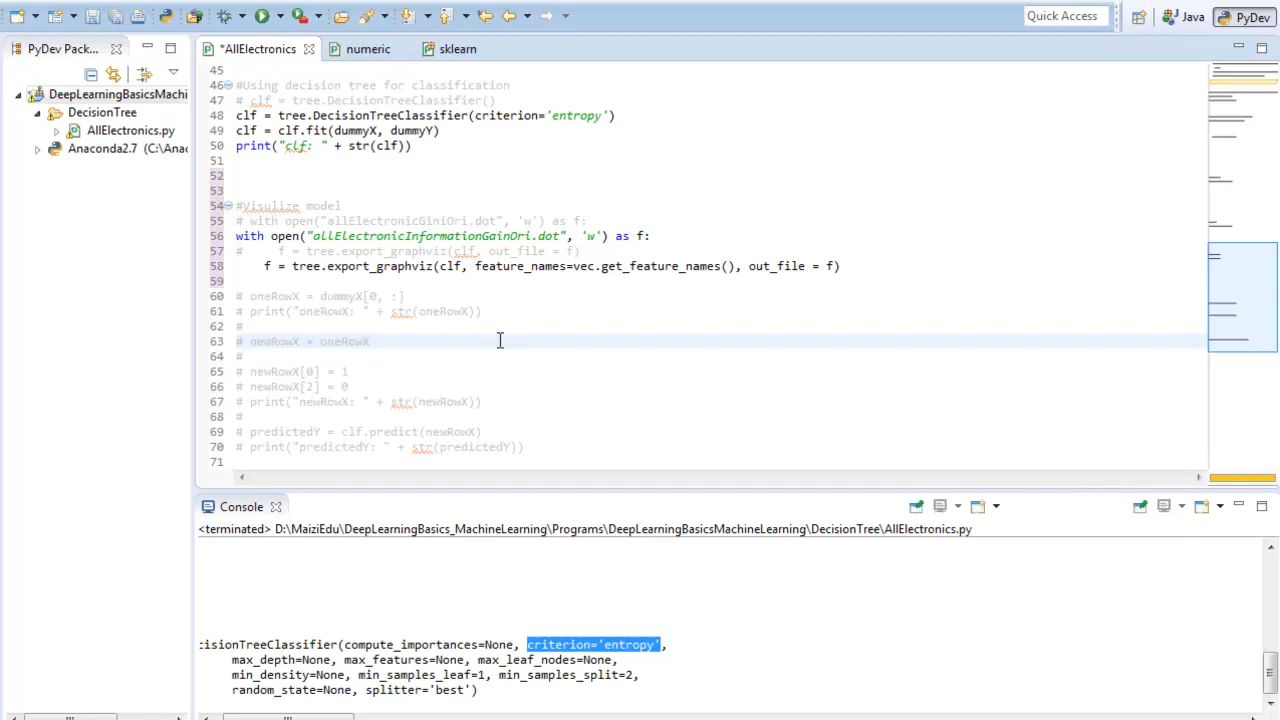 Quick Access
Java
PyDev
PyDev Pack...
*AllElectronics
numeric
sklearn
DeepLearningBasicsMachi
DecisionTree
AllElectronics.py
Anaconda2.7 (C:\Anac
45
46 #Using decision tree for classification
47 # clf = tree.DecisionTreeClassifier()
48 clf = tree.DecisionTreeClassifier(criterion='entropy')
49 clf = clf.fit(dummyX, dummyY)
50 print("clf: " + str(clf))
51
52
53
54 #Visulize model
55 # with open("allElectronicGiniOri.dot", 'w') as f:
56 with open("allElectronicInformationGainOri.dot", 'w') as f:
57 #     f = tree.export_graphviz(clf, out_file = f)
58     f = tree.export_graphviz(clf, feature_names=vec.get_feature_names(), out_file = f)
59
60 # oneRowX = dummyX[0, :]
61 # print("oneRowX: " + str(oneRowX))
62 #
63 # newRowX = oneRowX
64 #
65 # newRowX[0] = 1
66 # newRowX[2] = 0
67 # print("newRowX: " + str(newRowX))
68 #
69 # predictedY = clf.predict(newRowX)
70 # print("predictedY: " + str(predictedY))
71
Console
<terminated> D:\MaiziEdu\DeepLearningBasics_MachineLearning\Programs\DeepLearningBasicsMachineLearning\DecisionTree\AllElectronics.py
cisionTreeClassifier(compute_importances=None, criterion='entropy',
max_depth=None, max_features=None, max_leaf_nodes=None,
min_density=None, min_samples_leaf=1, min_samples_split=2,
random_state=None, splitter='best')